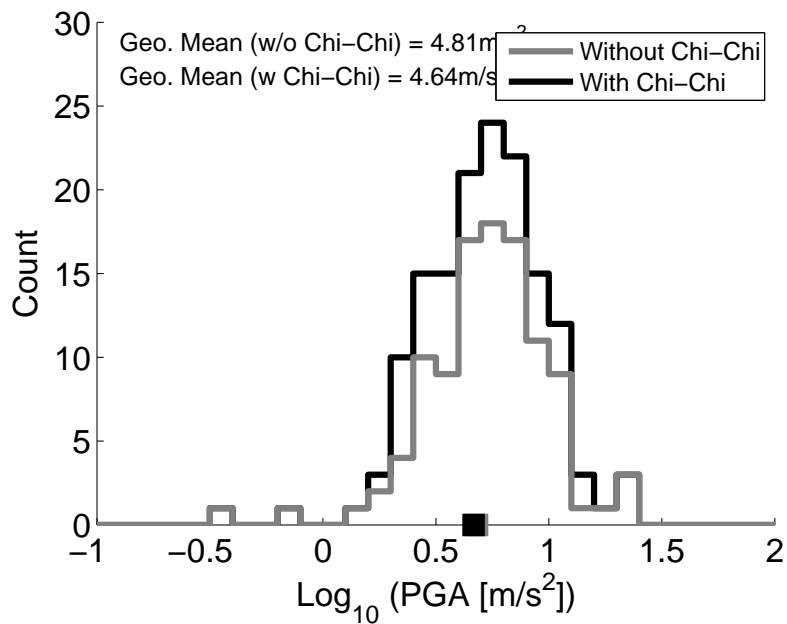 Geo. Mean (w/o Chi−Chi) = 4.81m 2
Geo. Mean (w Chi−Chi) = 4.64m/s
Without Chi−Chi
With Chi−Chi
30
25
20
15
10
5
0
Count
−1 −0.5 0 0.5 1 1.5 2
Log10 (PGA [m/s2])